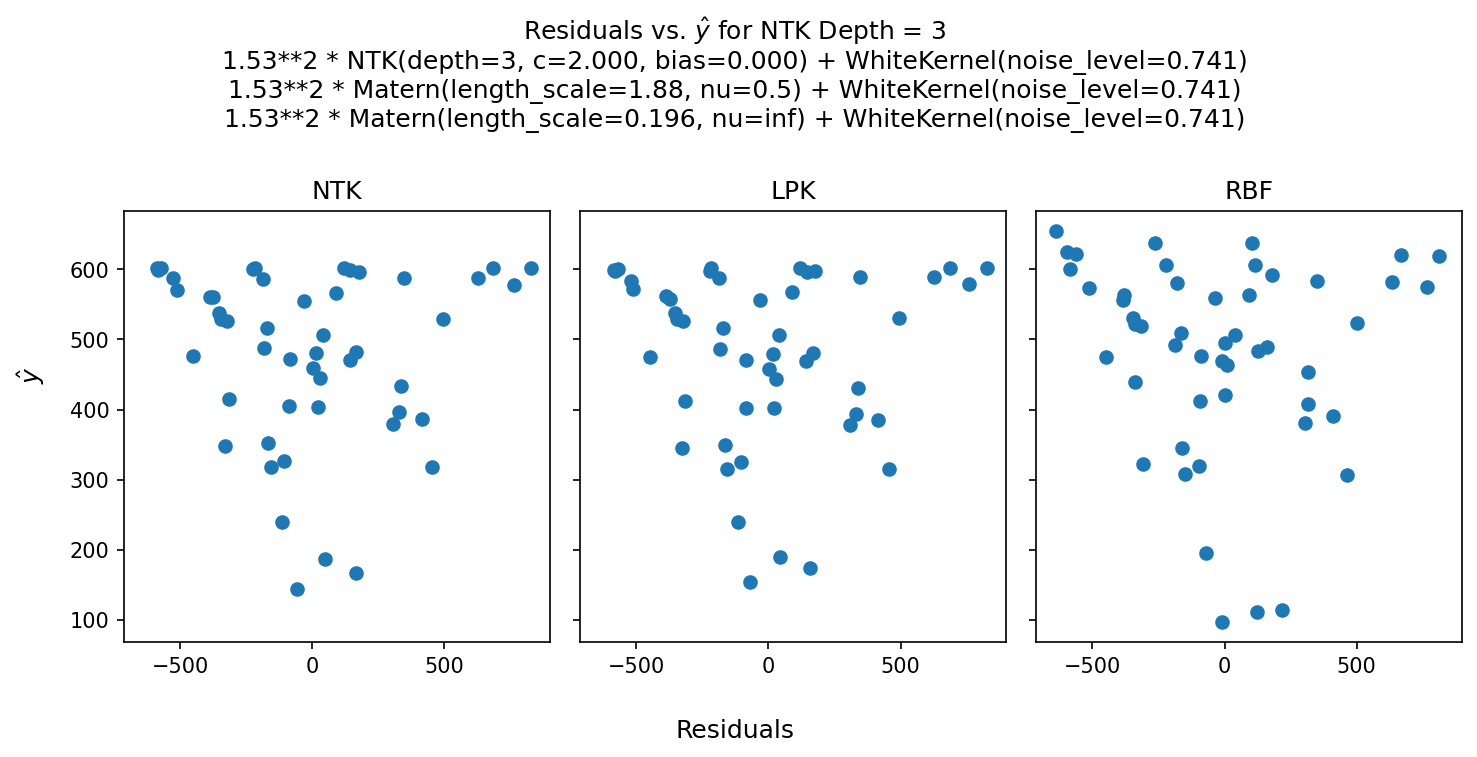 Residuals vs. ŷ for NTK Depth = 3
1.53**2 * NTK(depth=3, c=2.000, bias=0.000) + WhiteKernel(noise_level=0.741)
1.53**2 * Matern(length_scale=1.88, nu=0.5) + WhiteKernel(noise_level=0.741)
1.53**2 * Matern(length_scale=0.196, nu=inf) + WhiteKernel(noise_level=0.741)
NTK LPK RBF
600
500
400
300
200
100
ŷ
−500 0 500 −500 0 500 −500 0 500
Residuals